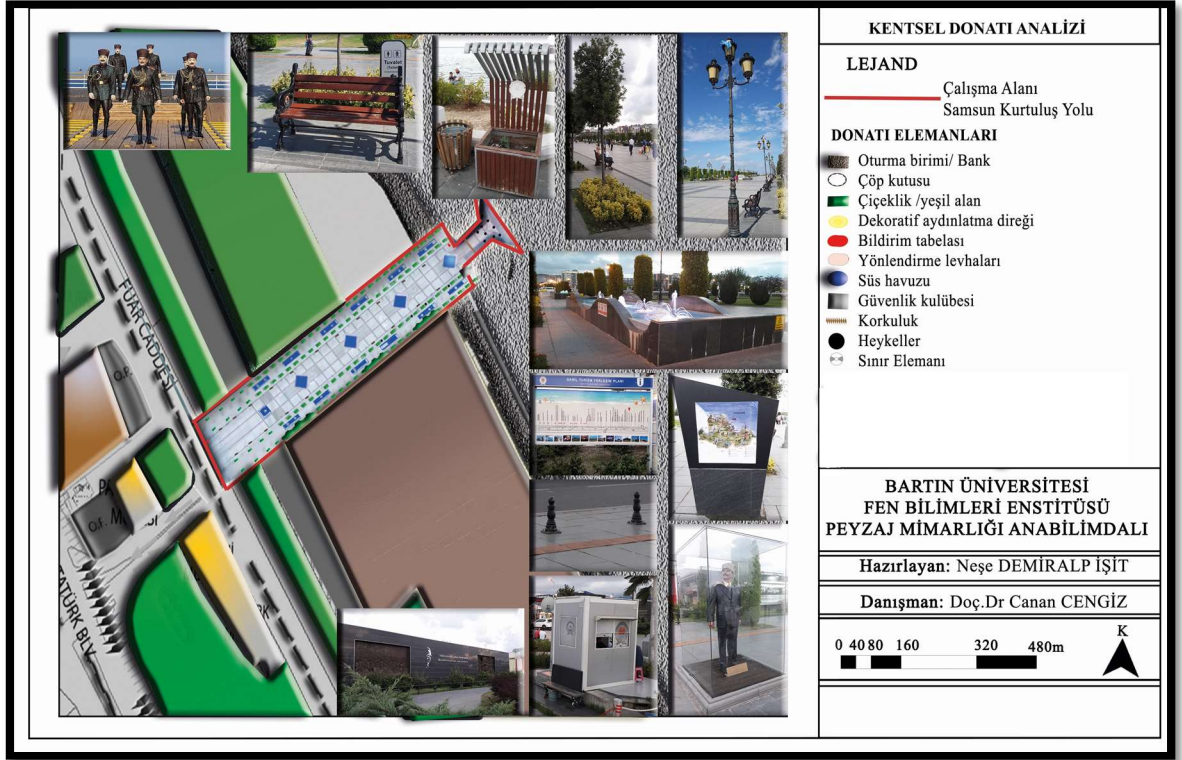 KENTSEL DONATI ANALİZİ
LEJAND
Çalışma Alanı
Samsun Kurtuluş Yolu
DONATI ELEMANLARI
Oturma birimi/ Bank
Çöp kutusu
Çiçeklik /yeşil alan
Dekoratif aydınlatma direği
Bildirim tabelası
Yönlendirme levhaları
Süs havuzu
Güvenlik kulübesi
Korkuluk
Heykeller
Sınır Elemanı
BARTIN ÜNİVERSİTESİ
FEN BİLİMLERİ ENSTİTÜSÜ
PEYZAJ MİMARLIĞI ANABİLİMDALI
Hazırlayan: Neşe DEMİRALP İŞİT
Danışman: Doç.Dr Canan CENGİZ
K
0 40 80 160 320 480m
Tuvalet
FUAR CADDESİ